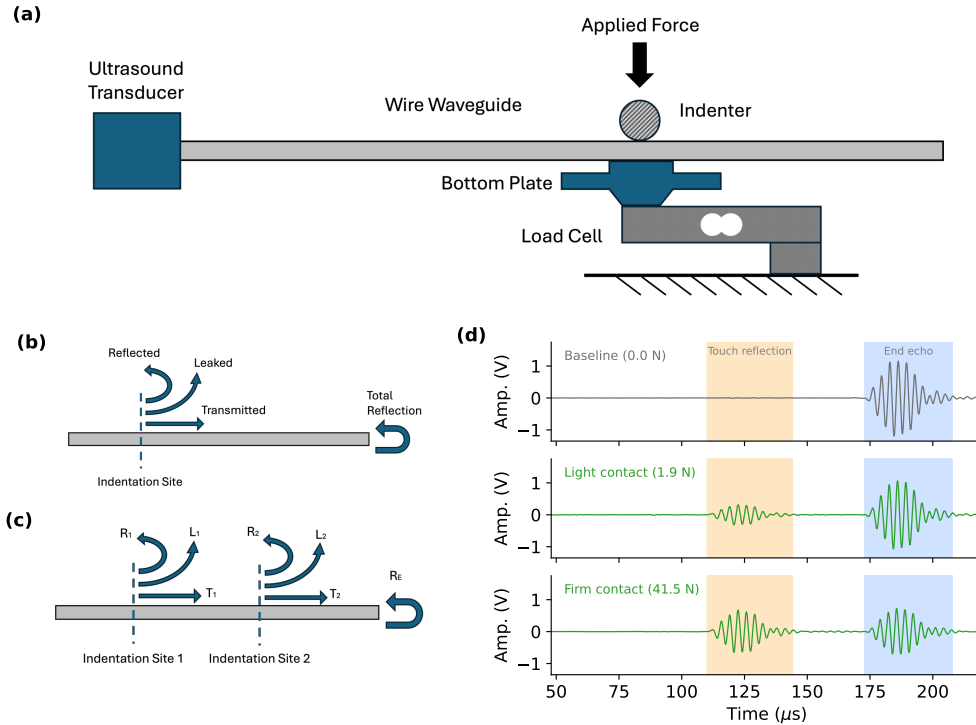 (a)
Applied Force
Ultrasound
Transducer
Wire Waveguide
Indenter
Bottom Plate
Load Cell
(b)
Reflected
Leaked
Transmitted
Total
Reflection
Indentation Site
(c)
R1
L1
R2
L2
T1
T2
RE
Indentation Site 1
Indentation Site 2
(d)
Baseline (0.0 N)
Touch reflection
End echo
Amp. (V)
1
0
−1
Light contact (1.9 N)
Amp. (V)
1
0
−1
Firm contact (41.5 N)
Amp. (V)
1
0
−1
50 75 100 125 150 175 200
Time (μs)